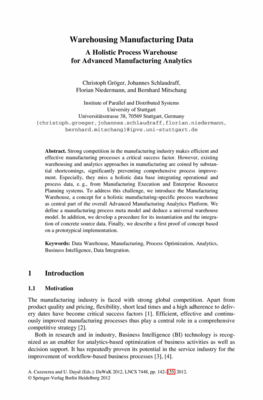 Warehousing Manufacturing Data
A Holistic Process Warehouse
for Advanced Manufacturing Analytics
Christoph Gröger, Johannes Schlaudraff,
Florian Niedermann, and Bernhard Mitschang
Institute of Parallel and Distributed Systems
University of Stuttgart
Universitätsstrasse 38, 70569 Stuttgart, Germany
{christoph.groeger,johannes.schlaudraff,florian.niedermann,
bernhard.mitschang}@ipvs.uni-stuttgart.de
Abstract. Strong competition in the manufacturing industry makes efficient and
effective manufacturing processes a critical success factor. However, existing
warehousing and analytics approaches in manufacturing are coined by substan-
tial shortcomings, significantly preventing comprehensive process improve-
ment. Especially, they miss a holistic data base integrating operational and
process data, e. g., from Manufacturing Execution and Enterprise Resource
Planning systems. To address this challenge, we introduce the Manufacturing
Warehouse, a concept for a holistic manufacturing-specific process warehouse
as central part of the overall Advanced Manufacturing Analytics Platform. We
define a manufacturing process meta model and deduce a universal warehouse
model. In addition, we develop a procedure for its instantiation and the integra-
tion of concrete source data. Finally, we describe a first proof of concept based
on a prototypical implementation.
Keywords: Data Warehouse, Manufacturing, Process Optimization, Analytics,
Business Intelligence, Data Integration.
1 Introduction
1.1 Motivation
The manufacturing industry is faced with strong global competition. Apart from
product quality and pricing, flexibility, short lead times and a high adherence to deliv-
ery dates have become critical success factors [1]. Efficient, effective and continu-
ously improved manufacturing processes thus play a central role in a comprehensive
competitive strategy [2].
Both in research and in industry, Business Intelligence (BI) technology is recog-
nized as an enabler for analytics-based optimization of business activities as well as
decision support. It has repeatedly proven its potential in the service industry for the
improvement of workflow-based business processes [3], [4].
A. Cuzzocrea and U. Dayal (Eds.): DaWaK 2012, LNCS 7448, pp. 142–155, 2012.
© Springer-Verlag Berlin Heidelberg 2012